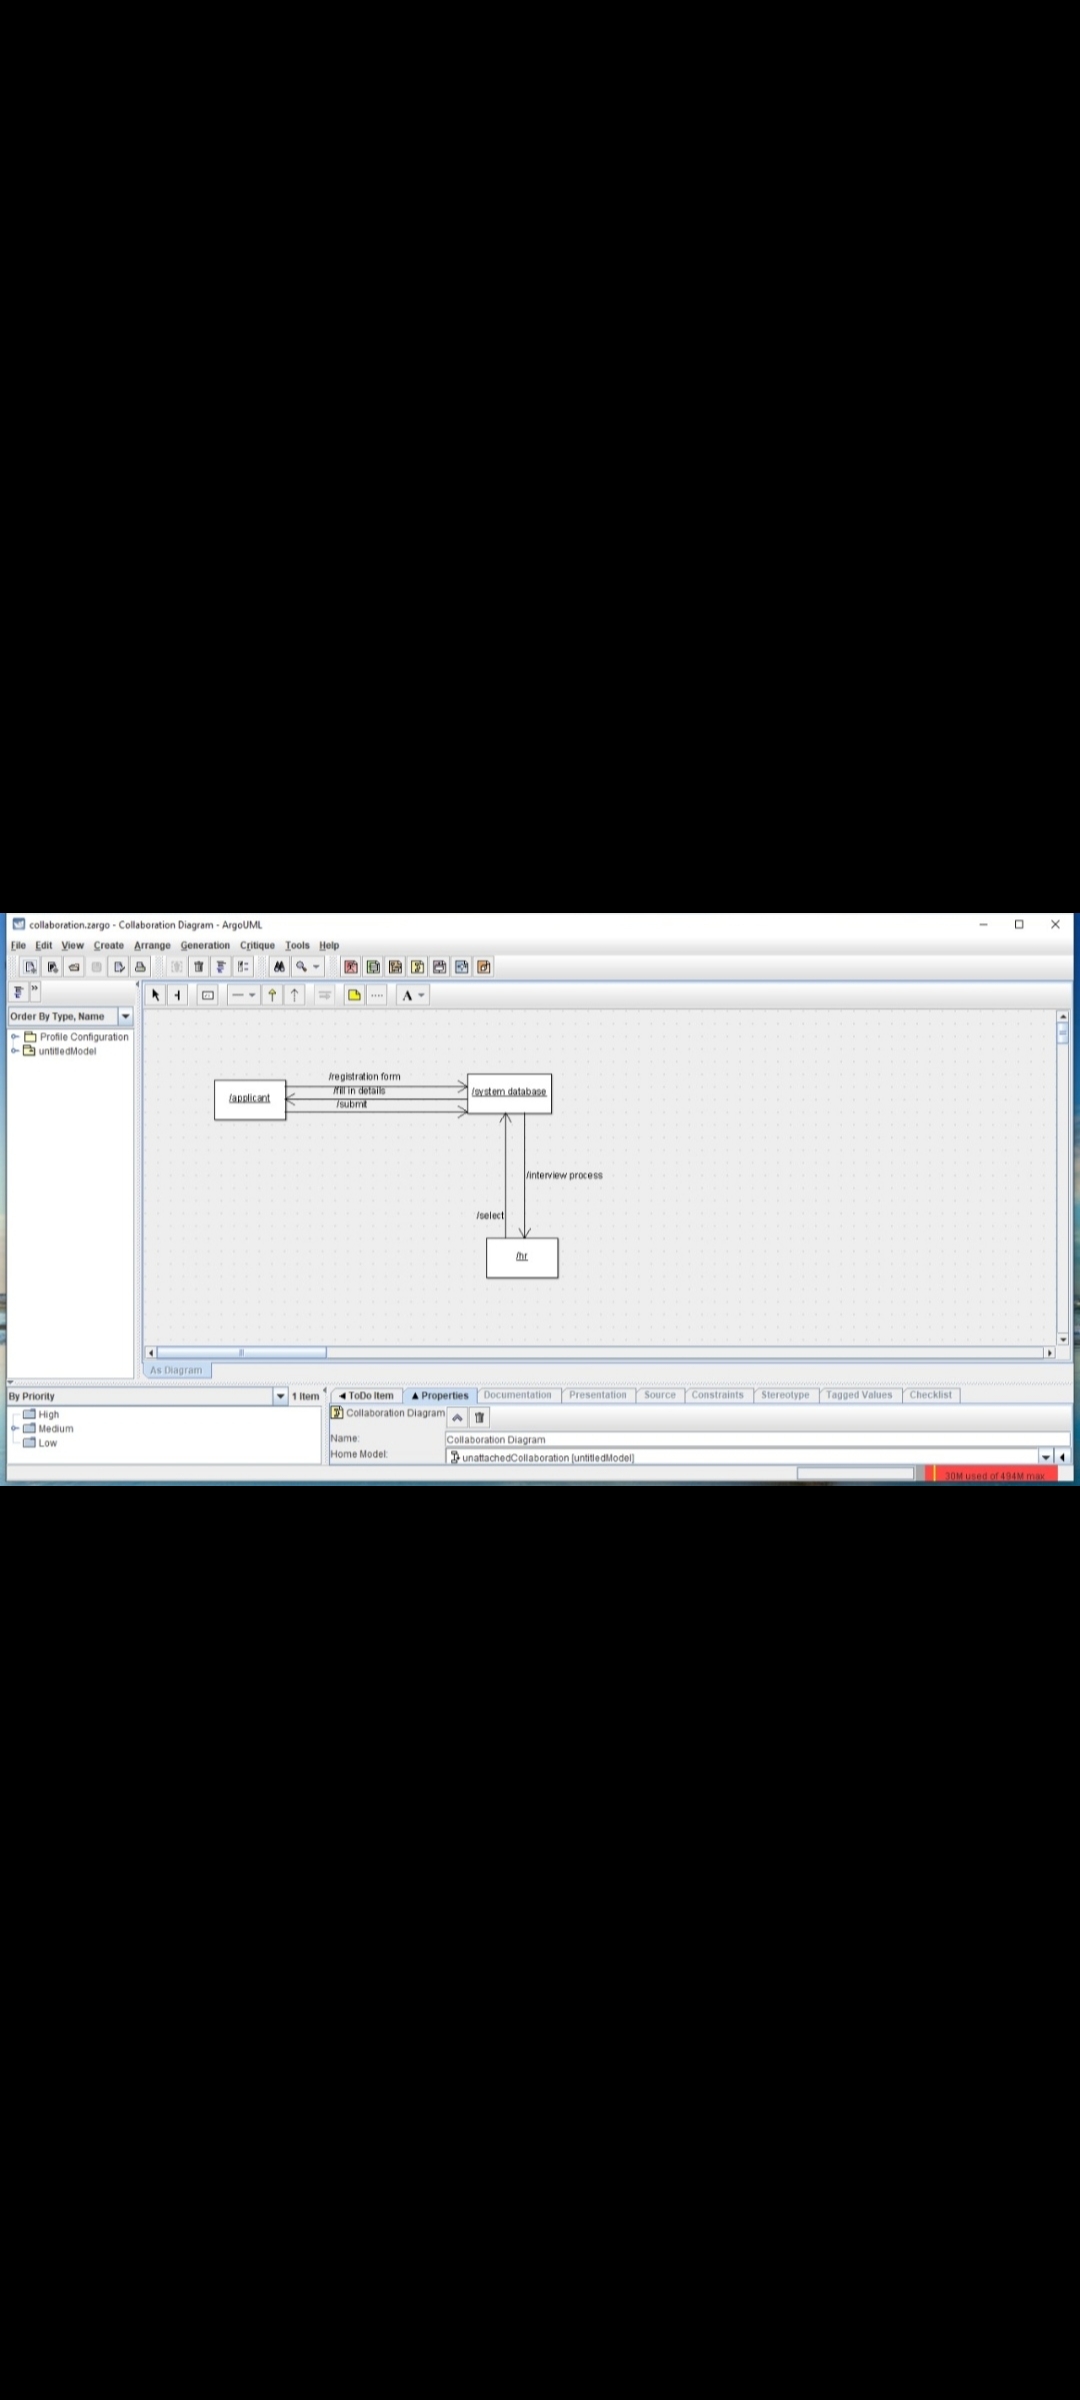 collaboration.zargo - Collaboration Diagram - ArgoUML
File Edit View Create Arrange Generation Critique Tools Help
A
Order By Type, Name
Profile Configuration
untitledModel
/registration form
/fill in details
/submit
/applicant
/system database
/interview process
/select
/hr
As Diagram
By Priority
1 Item
ToDo Item Properties Documentation Presentation Source Constraints Stereotype Tagged Values Checklist
High
Medium
Low
Collaboration Diagram
Name:
Collaboration Diagram
Home Model:
unattachedCollaboration [untitledModel]
30M used of 494M max